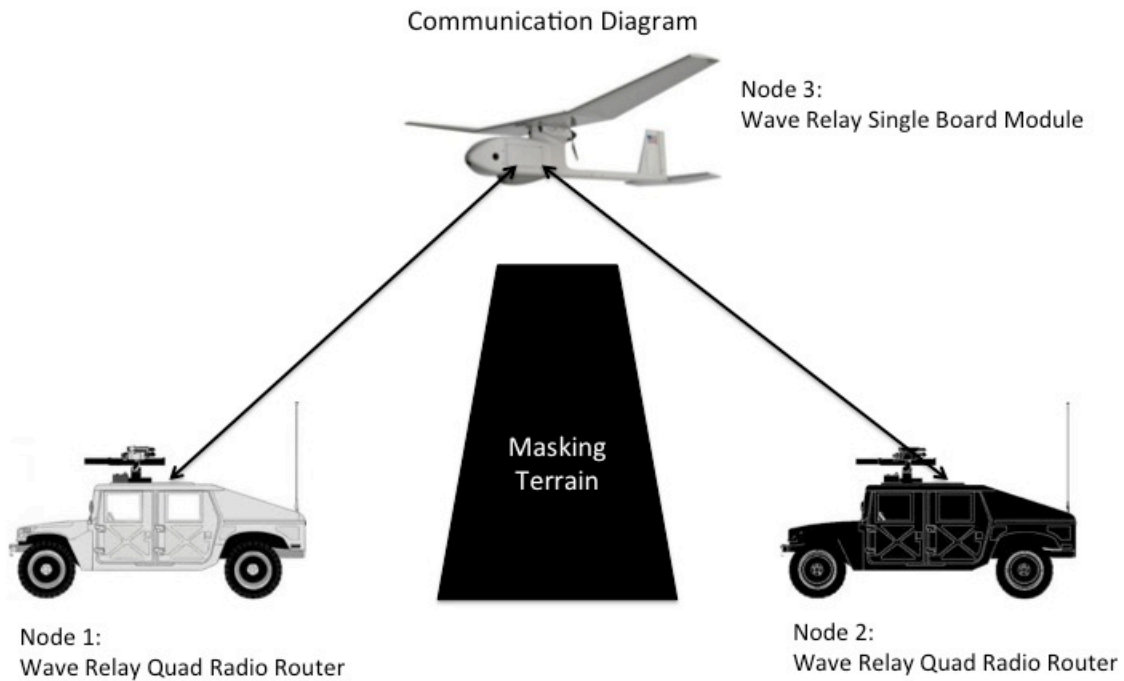 Communication Diagram
Node 3:
Wave Relay Single Board Module
Masking
Terrain
Node 1:
Wave Relay Quad Radio Router
Node 2:
Wave Relay Quad Radio Router